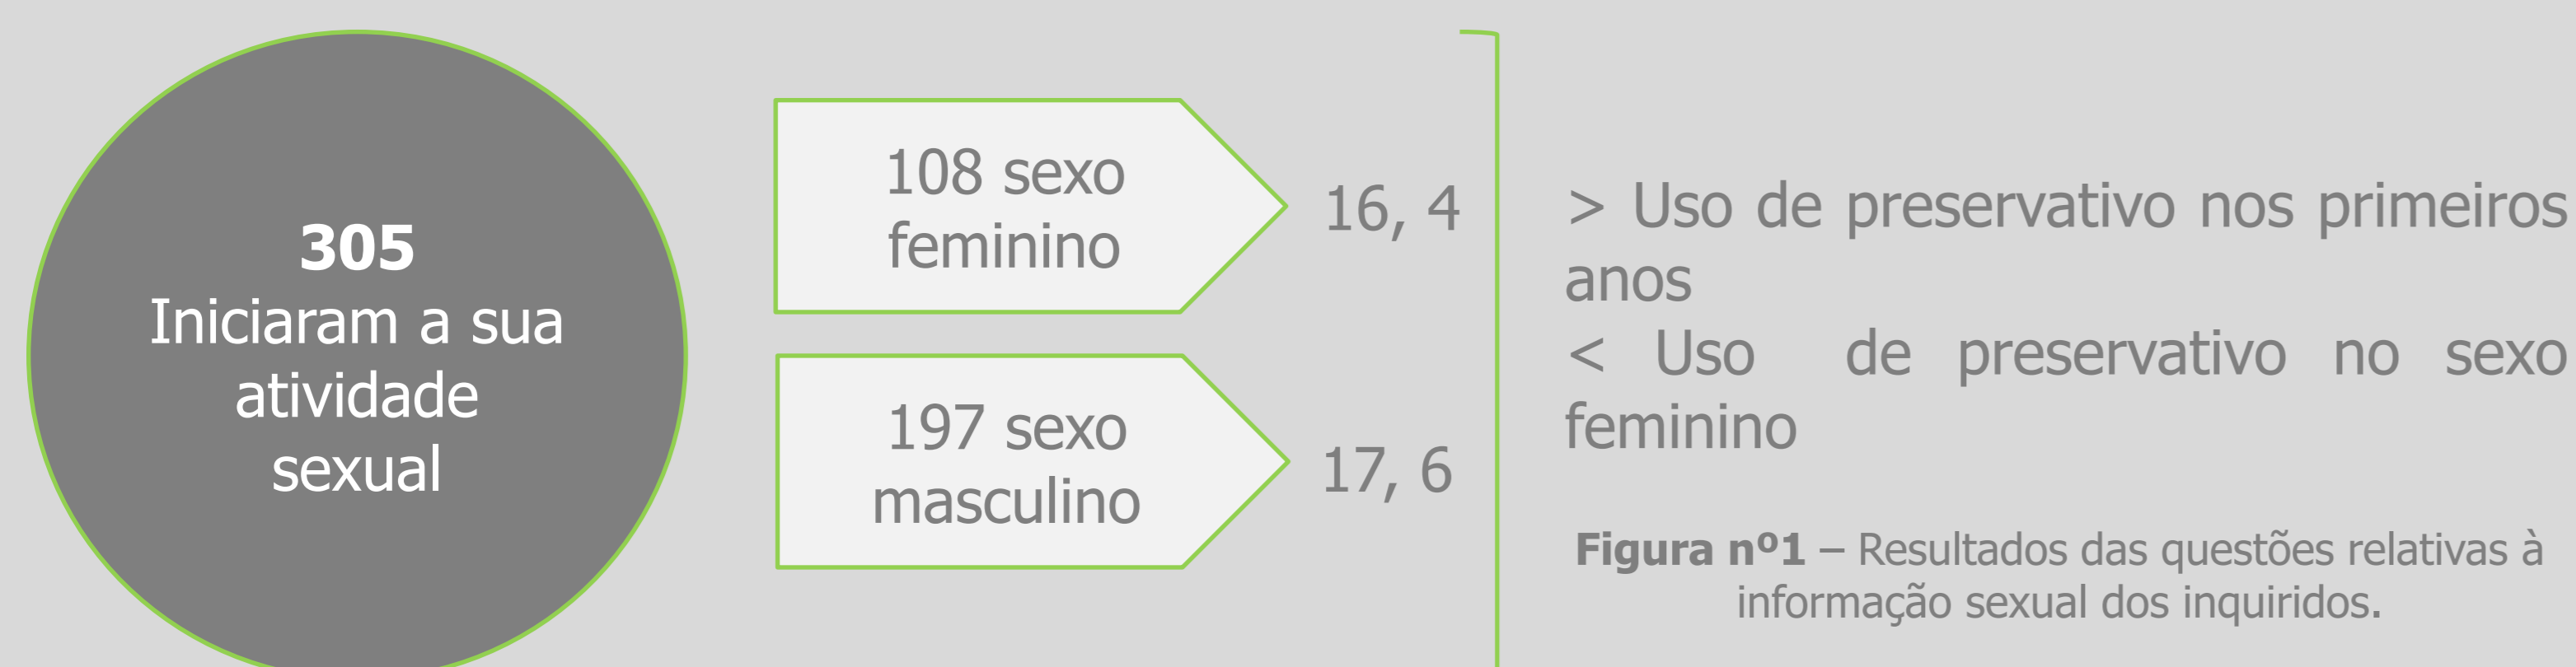 305
Iniciaram a sua
atividade
sexual
108 sexo
feminino
16, 4
197 sexo
masculino
17, 6
> Uso de preservativo nos primeiros
anos
< Uso de preservativo no sexo
feminino
Figura nº1 – Resultados das questões relativas à
informação sexual dos inquiridos.